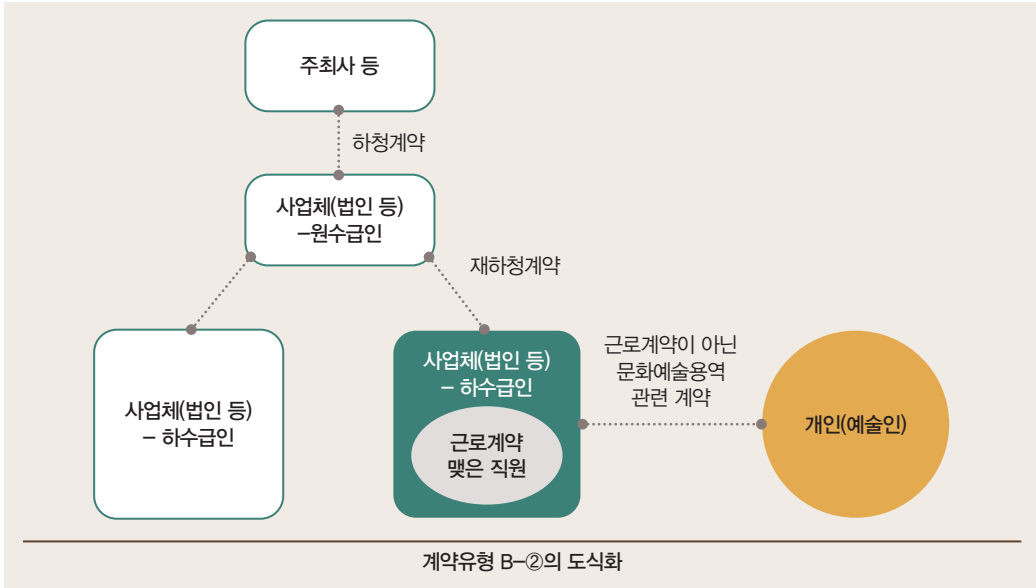 주최사 등
하청계약
사업체(법인 등)
–원수급인
재하청계약
사업체(법인 등)
– 하수급인
사업체(법인 등)
– 하수급인
근로계약
맺은 직원
근로계약이 아닌
문화예술용역
관련 계약
개인(예술인)
계약유형 B–②의 도식화